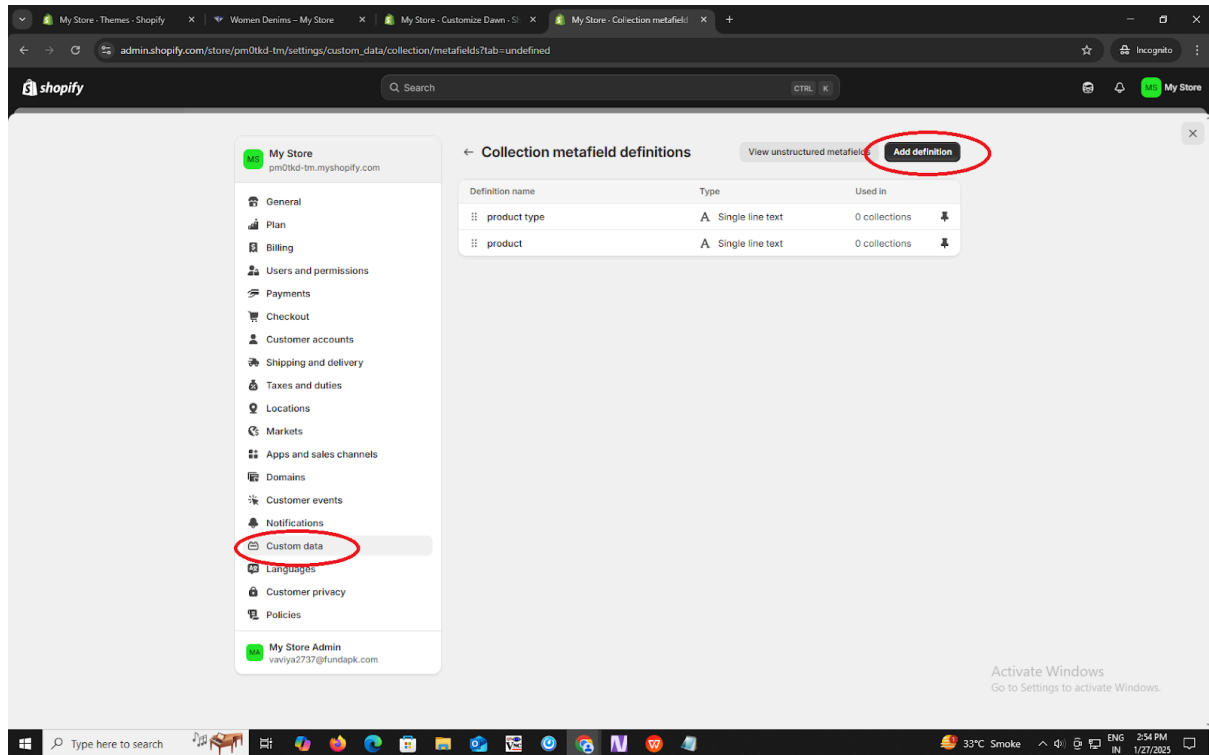 My Store - Themes - Shopify
Women Denims – My Store
My Store - Customize Dawn - Sh
My Store - Collection metafield
admin.shopify.com/store/pm0tkd-tm/settings/custom_data/collection/metafields?tab=undefined
Incognito
shopify
Search
CTRL K
MS My Store
MS
My Store
pm0tkd-tm.myshopify.com
General
Plan
Billing
Users and permissions
Payments
Checkout
Customer accounts
Shipping and delivery
Taxes and duties
Locations
Markets
Apps and sales channels
Domains
Customer events
Notifications
Custom data
Languages
Customer privacy
Policies
MA
My Store Admin
vaviya2737@fundapk.com
Collection metafield definitions
View unstructured metafields
Add definition
Definition name Type Used in
product type A Single line text 0 collections
product A Single line text 0 collections
Activate Windows
Go to Settings to activate Windows.
Type here to search
33°C Smoke
ENG
IN
2:54 PM
1/27/2025